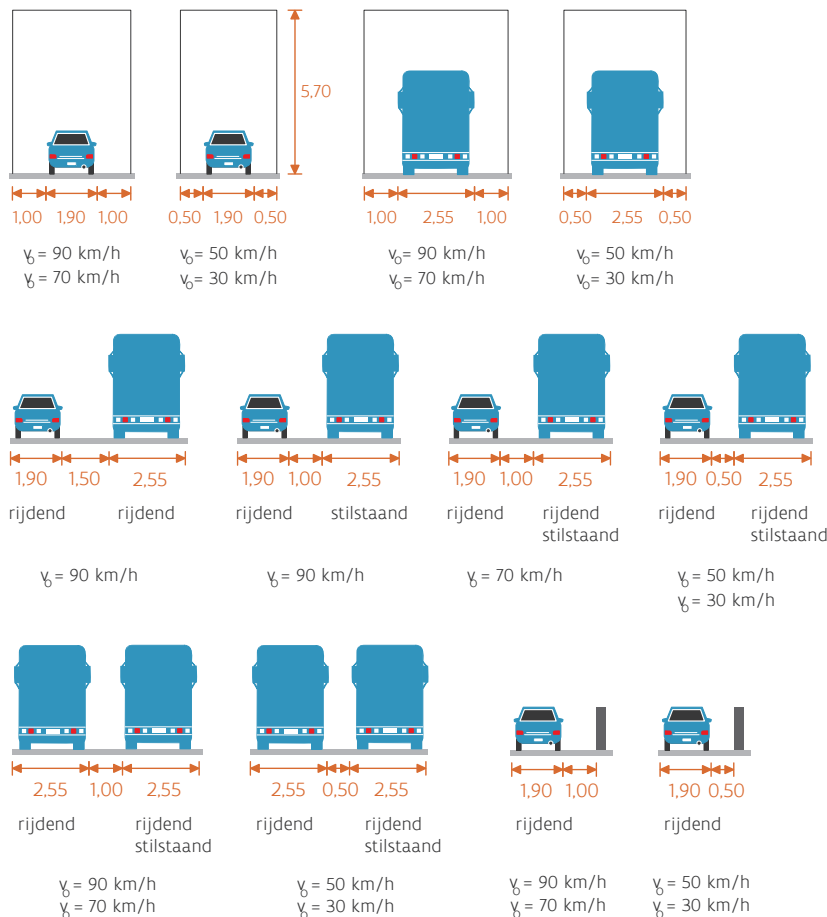 5,70
1,00 1,90 1,00
0,50 1,90 0,50
1,00 2,55 1,00
0,50 2,55 0,50
v₀ = 90 km/h
v₀ = 70 km/h
v₀ = 50 km/h
v₀ = 30 km/h
v₀ = 90 km/h
v₀ = 70 km/h
v₀ = 50 km/h
v₀ = 30 km/h
1,90 1,50 2,55
rijdend rijdend
v₀ = 90 km/h
1,90 1,00 2,55
rijdend stilstaand
v₀ = 90 km/h
1,90 1,00 2,55
rijdend rijdend
stilstaand
v₀ = 70 km/h
1,90 0,50 2,55
rijdend rijdend
stilstaand
v₀ = 50 km/h
v₀ = 30 km/h
2,55 1,00 2,55
rijdend rijdend
stilstaand
v₀ = 90 km/h
v₀ = 70 km/h
2,55 0,50 2,55
rijdend rijdend
stilstaand
v₀ = 50 km/h
v₀ = 30 km/h
1,90 1,00
rijdend
v₀ = 90 km/h
v₀ = 70 km/h
1,90 0,50
rijdend
v₀ = 50 km/h
v₀ = 30 km/h